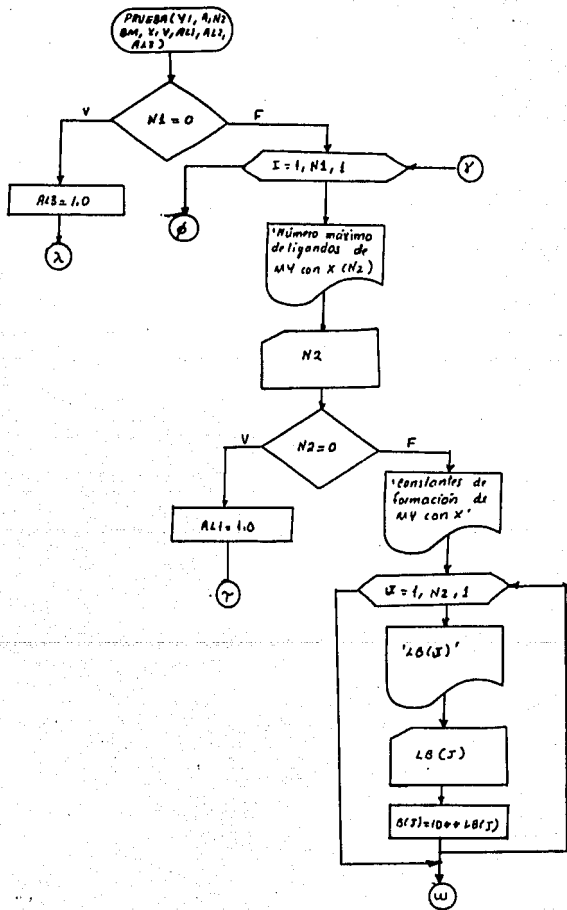 PRUEBA (Y1, A, N2
BM, X, V, AL1, AL2,
AL3)
V
N1 = 0
F
I = 1, N1, 1
γ
AL3 = 1.0
λ
φ
'Número máximo
de ligandos de
MY con X (N2)
N2
V
N2 = 0
F
AL1 = 1.0
τ
'Constantes de
formación de
MY con X'
J = 1, N2, 1
'LB(J)'
LB (J)
B(J)=10** LB(J)
ω